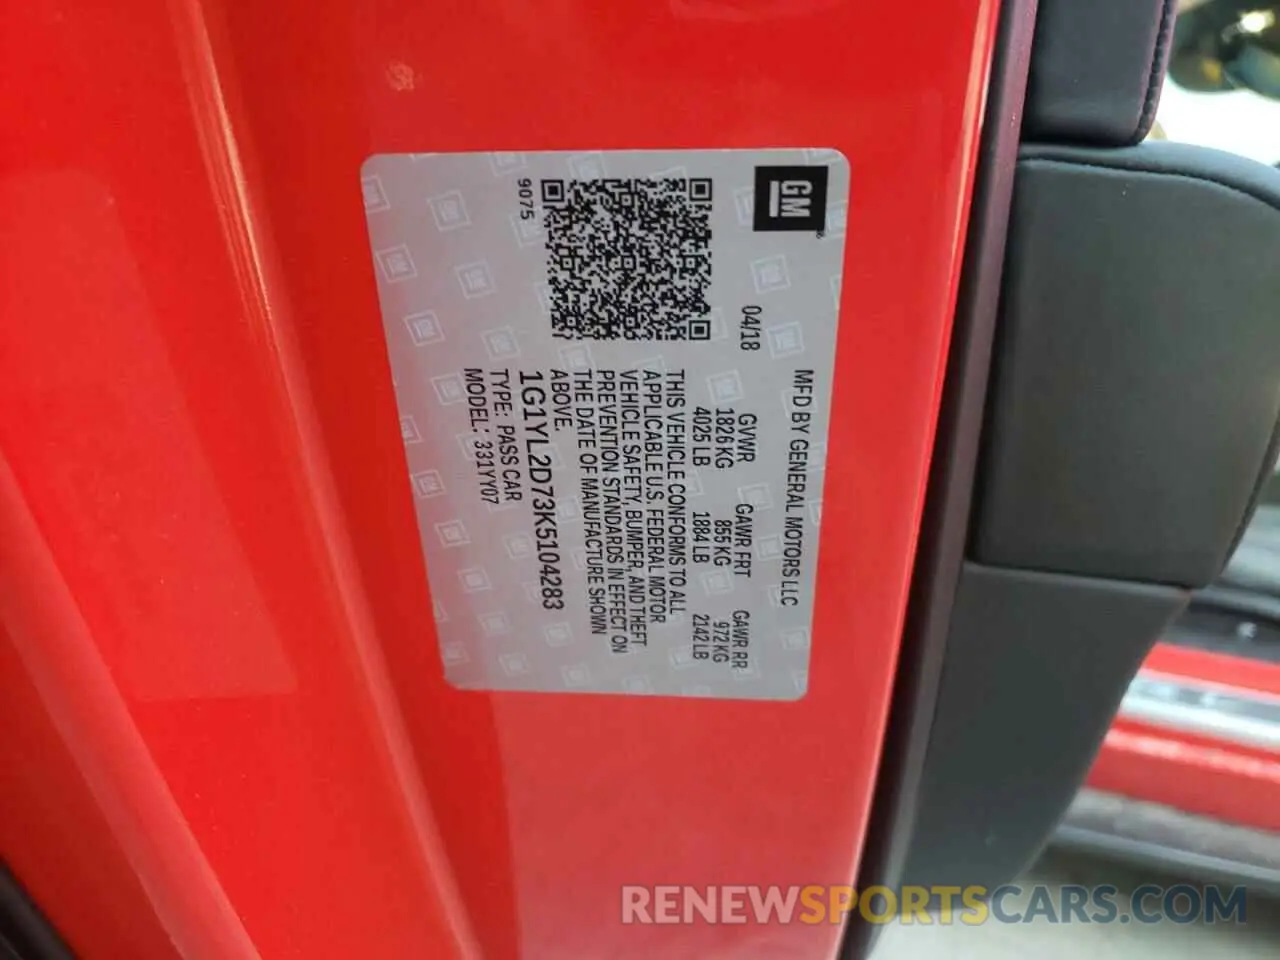 GM
MFD BY GENERAL MOTORS LLC
04/18
GVWR GAWR FRT GAWR RR
1826 KG 855 KG 972 KG
4025 LB 1884 LB 2142 LB
THIS VEHICLE CONFORMS TO ALL
APPLICABLE U.S. FEDERAL MOTOR
VEHICLE SAFETY, BUMPER, AND THEFT
PREVENTION STANDARDS IN EFFECT ON
THE DATE OF MANUFACTURE SHOWN
ABOVE.
1G1YL2D73K5104283
TYPE: PASS CAR
MODEL: 331YY07
9075
RENEWSPORTSCARS.COM